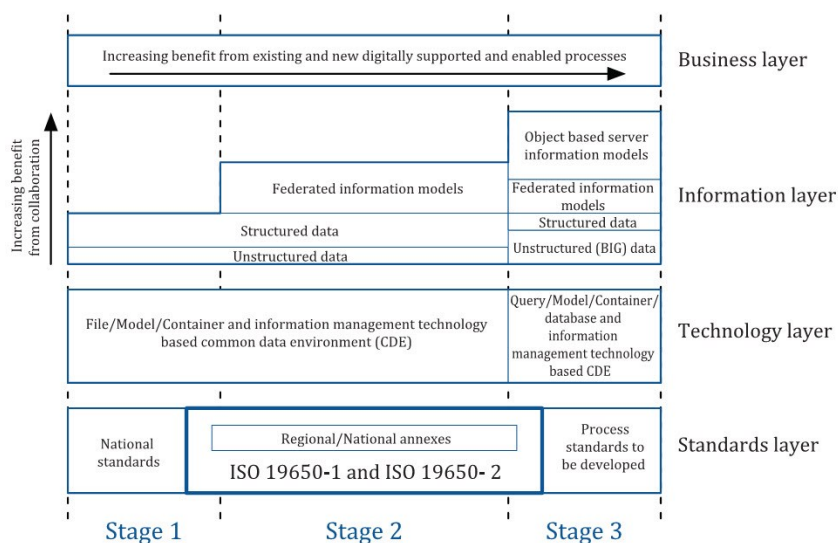 Increasing benefit from existing and new digitally supported and enabled processes
Business layer
Increasing benefit
from collaboration
Object based server
information models
Federated information models
Federated information
models
Information layer
Structured data
Structured data
Unstructured data
Unstructured (BIG) data
File/Model/Container and information management technology
based common data environment (CDE)
Query/Model/Container/
database and
information
management technology
based CDE
Technology layer
National
standards
Regional/National annexes
ISO 19650-1 and ISO 19650- 2
Process
standards to
be developed
Standards layer
Stage 1
Stage 2
Stage 3